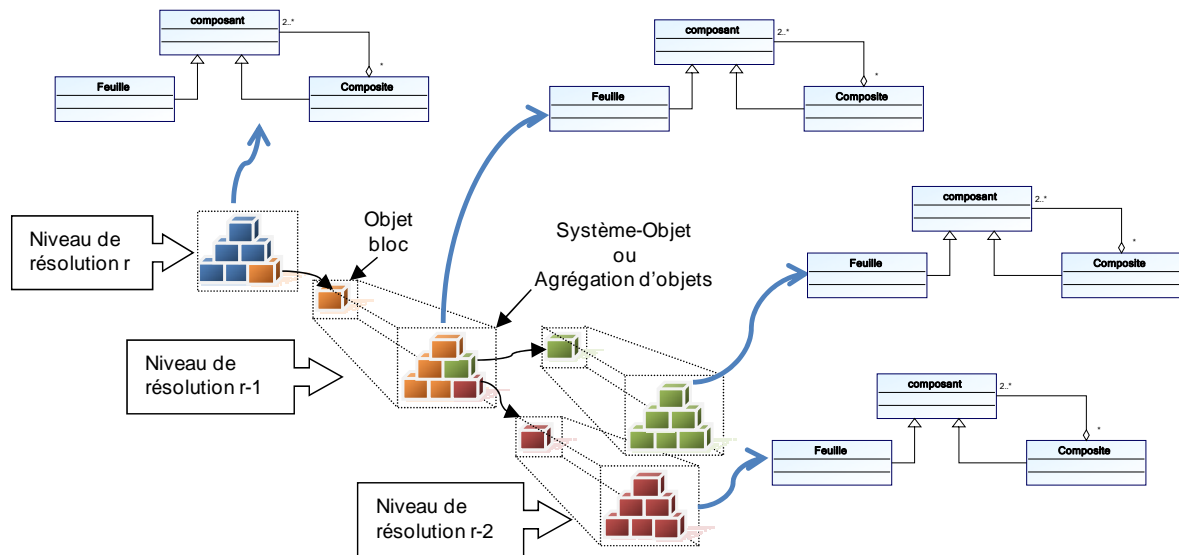 composant
2..*
*
Feuille
Composite
composant
2..*
*
Feuille
Composite
composant
2..*
*
Feuille
Composite
Niveau de
résolution r
Objet
bloc
Système-Objet
ou
Agrégation d'objets
Niveau de
résolution r-1
composant
2..*
*
Feuille
Composite
Niveau de
résolution r-2